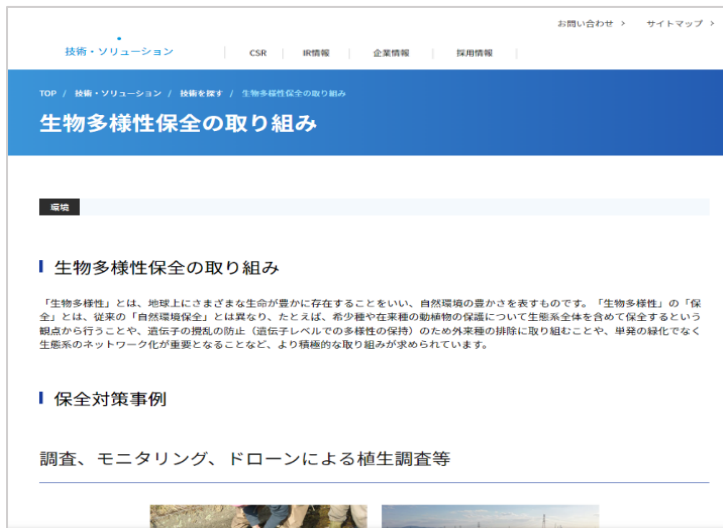 お問い合わせ サイトマップ
技術・ソリューション CSR IR情報 企業情報 採用情報
TOP / 技術・ソリューション / 技術を探す / 生物多様性保全の取り組み
生物多様性保全の取り組み
環境
生物多様性保全の取り組み
「生物多様性」とは、地球上にさまざまな生命が豊かに存在することをいい、自然環境の豊かさを表すものです。「生物多様性」の「保
全」とは、従来の「自然環境保全」とは異なり、たとえば、希少種や在来種の動植物の保護について生態系全体を含めて保全するという
観点から行うことや、遺伝子の攪乱の防止（遺伝子レベルでの多様性の保持）のため外来種の排除に取り組むことや、単発の緑化でなく
生態系のネットワーク化が重要となることなど、より積極的な取り組みが求められています。
保全対策事例
調査、モニタリング、ドローンによる植生調査等